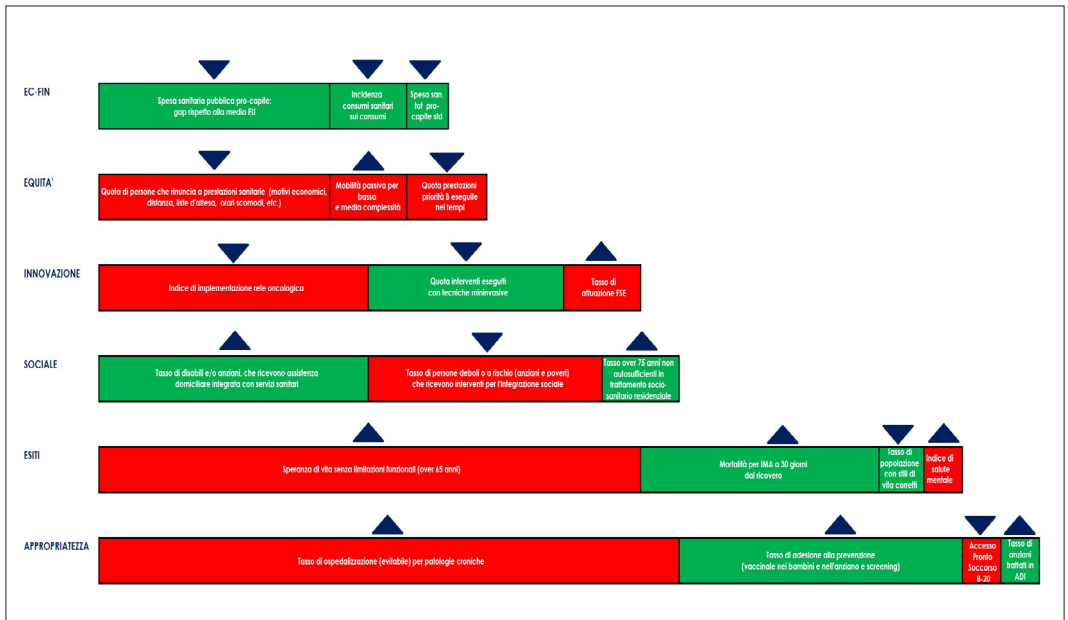 EC-FIN
Spesa sanitaria pubblica pro-capite:
gap rispetto alla media EU
Incidenza
consumi sanitari
sui consumi
Spesa san.
tot pro-
capite std
EQUITA'
Quota di persone che rinuncia a prestazioni sanitarie (motivi economici,
distanza, liste d'attesa, orari scomodi, etc.)
Mobilità passiva per
bassa
e media complessità
Quota prestazioni
priorità B eseguite
nei tempi
INNOVAZIONE
Indice di implementazione rete oncologica
Quota interventi eseguiti
con tecniche mininvasive
Tasso di
attuazione FSE
SOCIALE
Tasso di disabili e/o anziani, che ricevono assistenza
domiciliare integrata con servizi sanitari
Tasso di persone deboli o a rischio (anziani e poveri)
che ricevono interventi per l'integrazione sociale
Tasso over 75 anni non
autosufficienti in
trattamento socio-
sanitario residenziale
ESITI
Speranza di vita senza limitazioni funzionali (over 65 anni)
Mortalità per IMA a 30 giorni
dal ricovero
Tasso di
popolazione
con stili di
vita corretti
Indice di
salute
mentale
APPROPRIATEZZA
Tasso di ospedalizzazione (evitabile) per patologie croniche
Tasso di adesione alla prevenzione
(vaccinale nei bambini e nell'anziano e screening)
Accesso
Pronto
Soccorso
8-20
Tasso di
anziani
trattati in
ADI